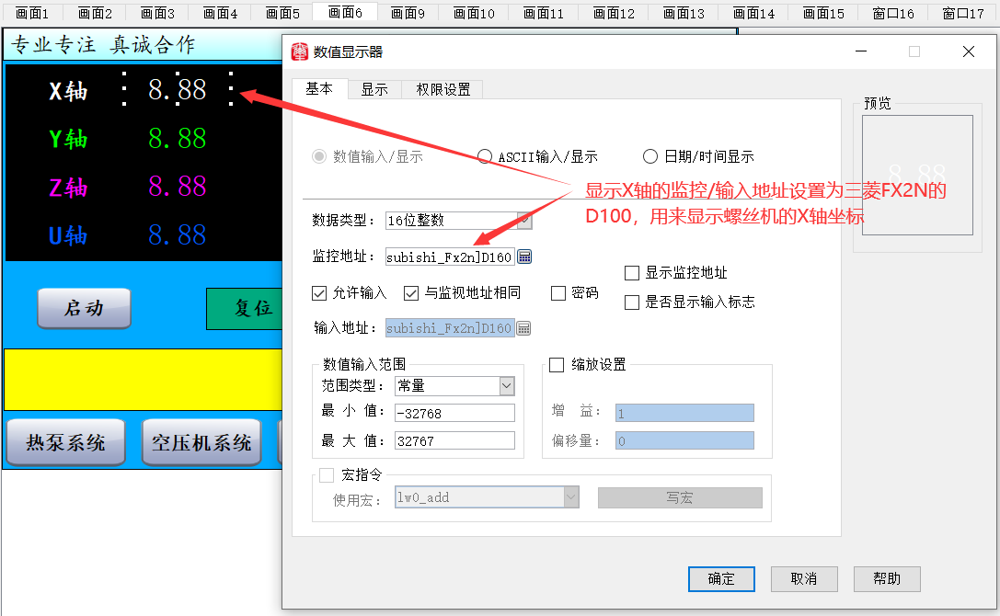 画面1 画面2 画面3 画面4 画面5 画面6 画面9 画面10 画面11 画面12 画面13 画面14 画面15 窗口16 窗口17
专业专注 真诚合作
X轴 8.88
Y轴 8.88
Z轴 8.88
U轴 8.88
启动 复位
热泵系统 空压机系统
数值显示器
基本 显示 权限设置
预览
8.88
数值输入/显示 ASCII输入/显示 日期/时间显示
显示X轴的监控/输入地址设置为三菱FX2N的
D100，用来显示螺丝机的X轴坐标
数据类型： 16位整数
监控地址： subishi_Fx2n]D160
显示监控地址
允许输入 与监视地址相同 密码
是否显示输入标志
输入地址： subishi_Fx2n]D160
数值输入范围
范围类型： 常量
最 小 值： -32768
最 大 值： 32767
缩放设置
增 益： 1
偏移量： 0
宏指令
使用宏： lw0_add 写宏
确定 取消 帮助